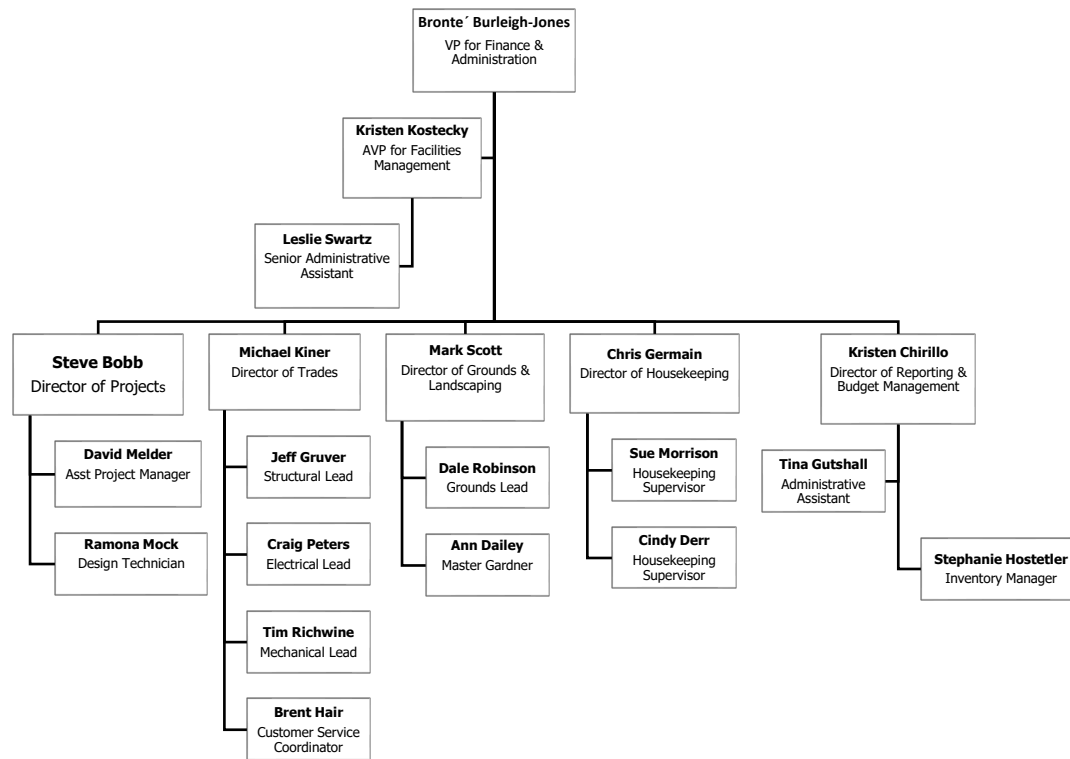 Bronte´ Burleigh-Jones
VP for Finance &
Administration
Kristen Kostecky
AVP for Facilities
Management
Leslie Swartz
Senior Administrative
Assistant
Steve Bobb
Director of Projects
Michael Kiner
Director of Trades
Mark Scott
Director of Grounds &
Landscaping
Chris Germain
Director of Housekeeping
Kristen Chirillo
Director of Reporting &
Budget Management
David Melder
Asst Project Manager
Ramona Mock
Design Technician
Jeff Gruver
Structural Lead
Craig Peters
Electrical Lead
Tim Richwine
Mechanical Lead
Brent Hair
Customer Service
Coordinator
Dale Robinson
Grounds Lead
Ann Dailey
Master Gardner
Sue Morrison
Housekeeping
Supervisor
Cindy Derr
Housekeeping
Supervisor
Tina Gutshall
Administrative
Assistant
Stephanie Hostetler
Inventory Manager